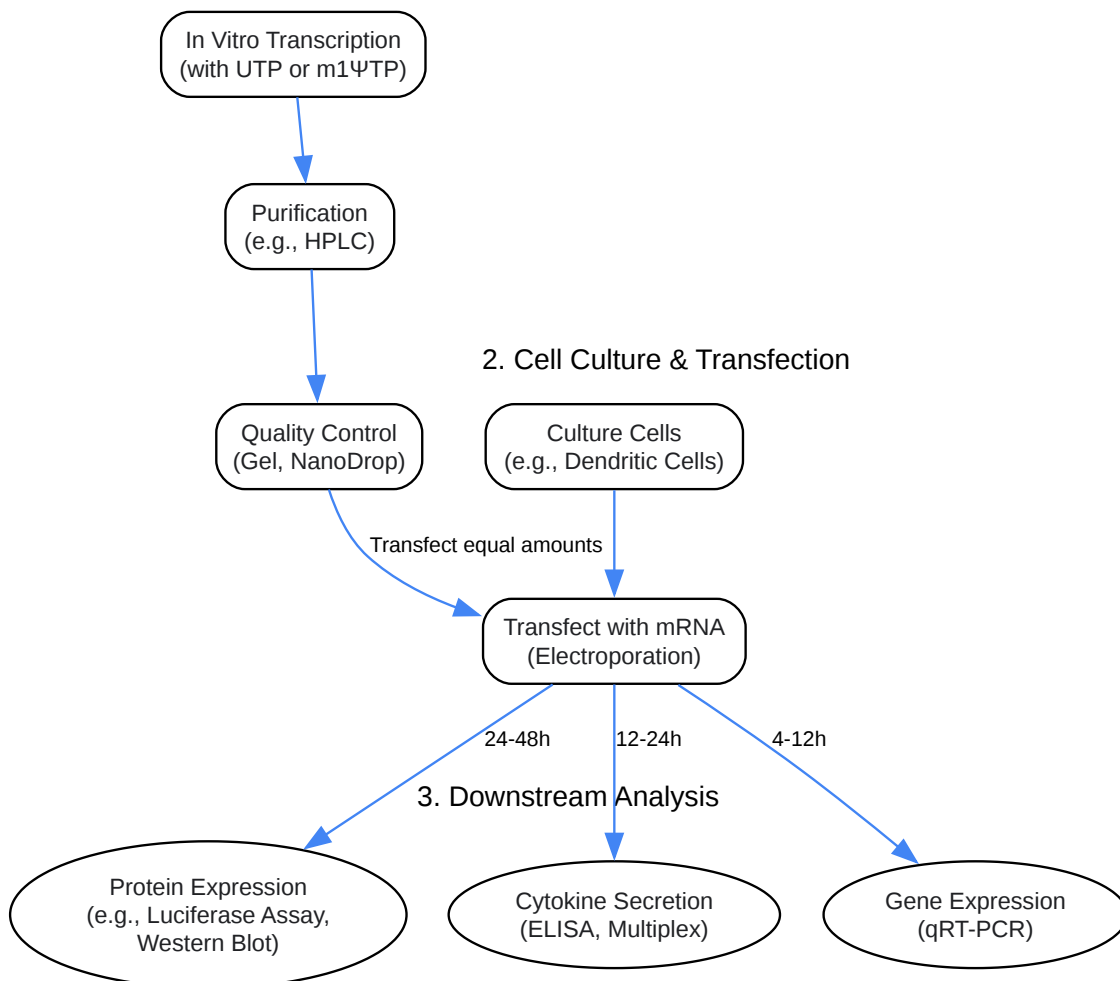 In Vitro Transcription
(with UTP or m1ΨTP)
Purification
(e.g., HPLC)
2. Cell Culture & Transfection
Quality Control
(Gel, NanoDrop)
Culture Cells
(e.g., Dendritic Cells)
Transfect equal amounts
Transfect with mRNA
(Electroporation)
24-48h
12-24h
4-12h
3. Downstream Analysis
Protein Expression
(e.g., Luciferase Assay,
Western Blot)
Cytokine Secretion
(ELISA, Multiplex)
Gene Expression
(qRT-PCR)